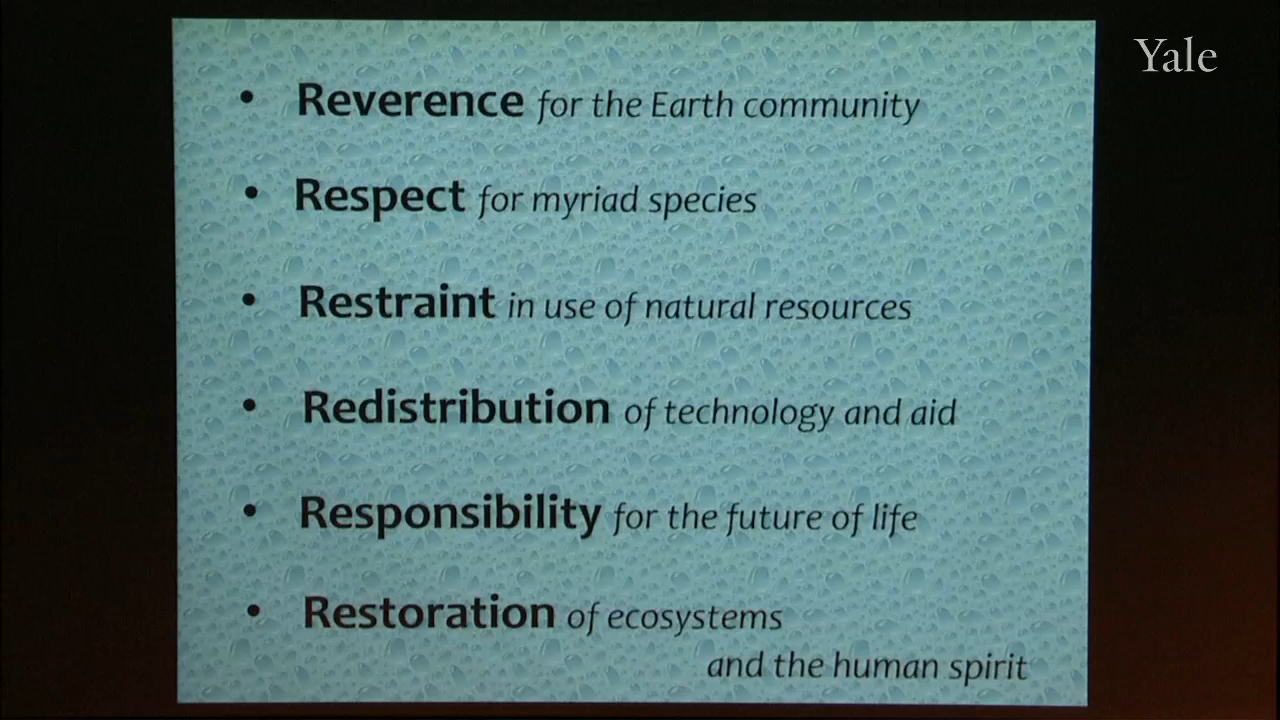 Yale
• Reverence for the Earth community
• Respect for myriad species
• Restraint in use of natural resources
• Redistribution of technology and aid
• Responsibility for the future of life
• Restoration of ecosystems
and the human spirit